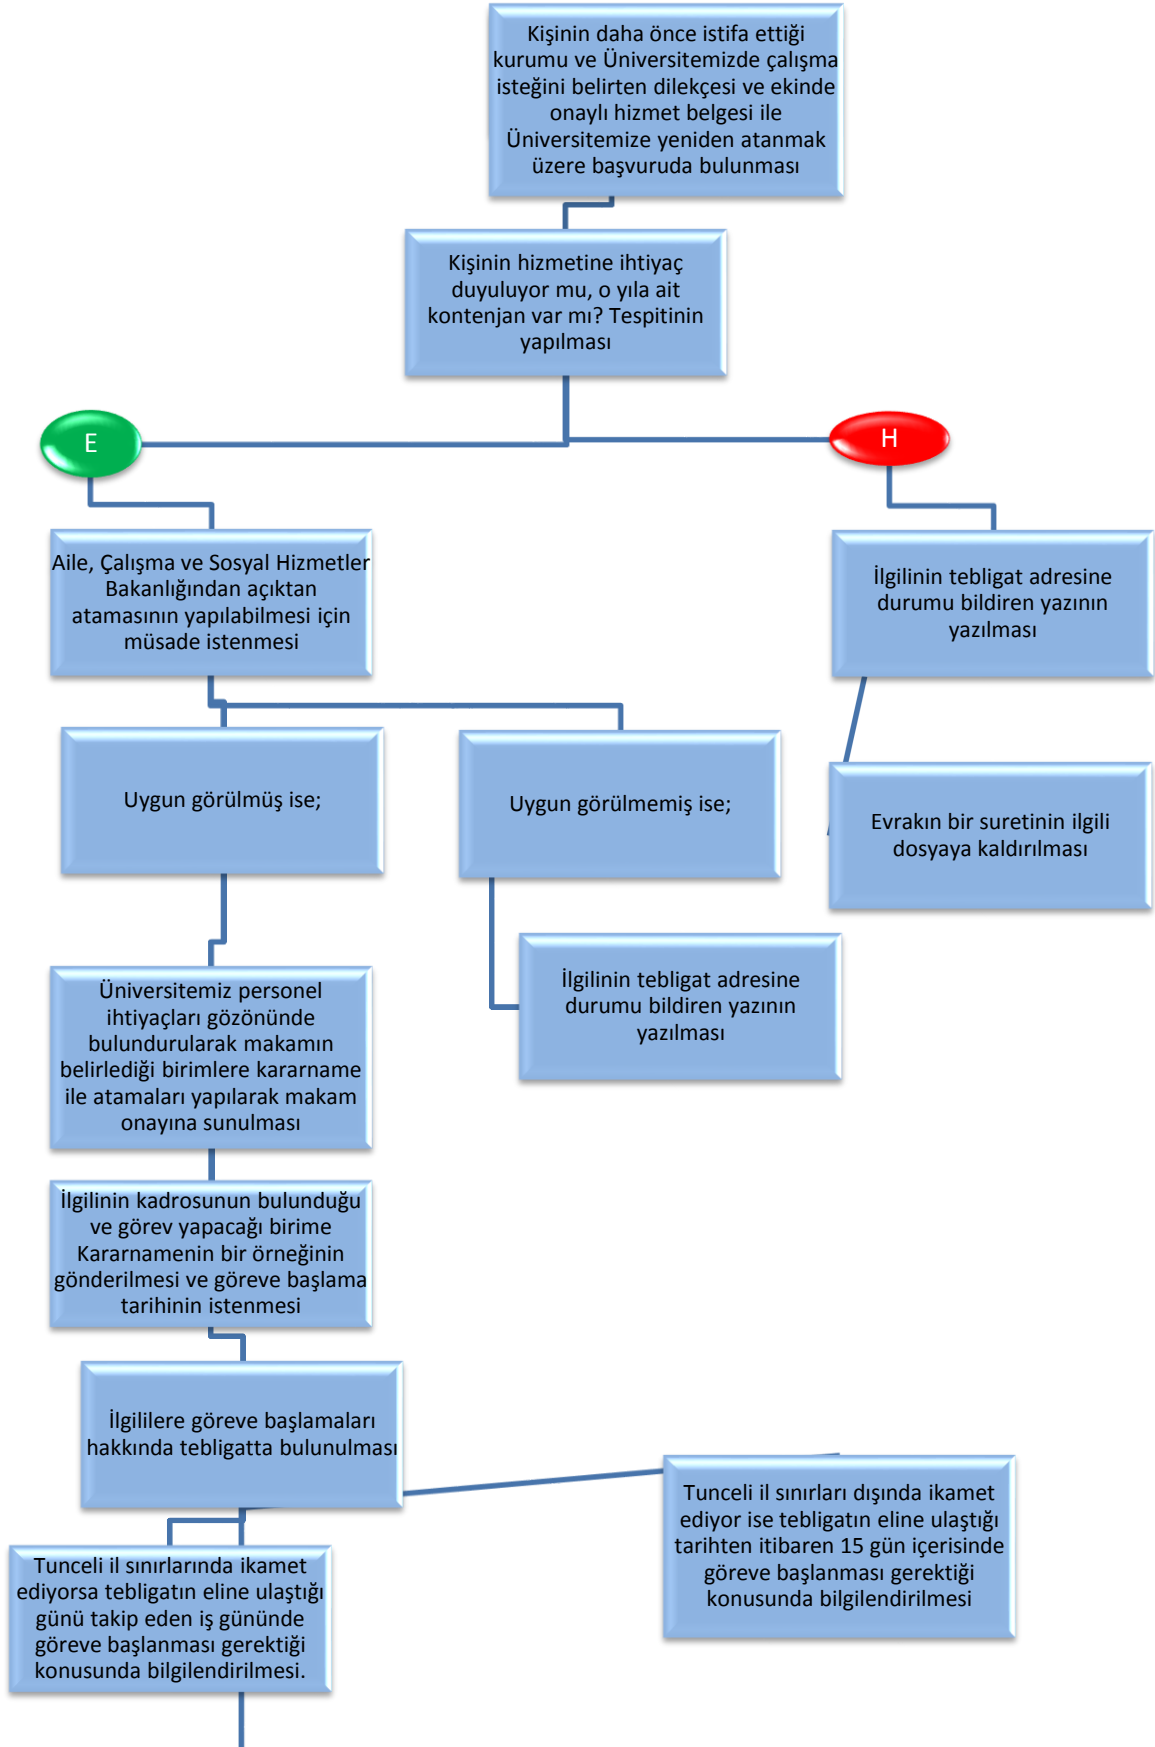 Kişinin daha önce istifa ettiği
kurumu ve Üniversitemizde çalışma
isteğini belirten dilekçesi ve ekinde
onaylı hizmet belgesi ile
Üniversitemize yeniden atanmak
üzere başvuruda bulunması
Kişinin hizmetine ihtiyaç
duyuluyor mu, o yıla ait
kontenjan var mı? Tespitinin
yapılması
E
H
Aile, Çalışma ve Sosyal Hizmetler
Bakanlığından açıktan
atamasının yapılabilmesi için
müsade istenmesi
İlgilinin tebligat adresine
durumu bildiren yazının
yazılması
Uygun görülmüş ise;
Uygun görülmemiş ise;
Evrakın bir suretinin ilgili
dosyaya kaldırılması
İlgilinin tebligat adresine
durumu bildiren yazının
yazılması
Üniversitemiz personel
ihtiyaçları gözönünde
bulundurularak makamın
belirlediği birimlere kararname
ile atamaları yapılarak makam
onayına sunulması
İlgilinin kadrosunun bulunduğu
ve görev yapacağı birime
Kararnamenin bir örneğinin
gönderilmesi ve göreve başlama
tarihinin istenmesi
İlgililere göreve başlamaları
hakkında tebligatta bulunulması
Tunceli il sınırları dışında ikamet
ediyor ise tebligatın eline ulaştığı
tarihten itibaren 15 gün içerisinde
göreve başlanması gerektiği
konusunda bilgilendirilmesi
Tunceli il sınırlarında ikamet
ediyorsa tebligatın eline ulaştığı
günü takip eden iş gününde
göreve başlanması gerektiği
konusunda bilgilendirilmesi.